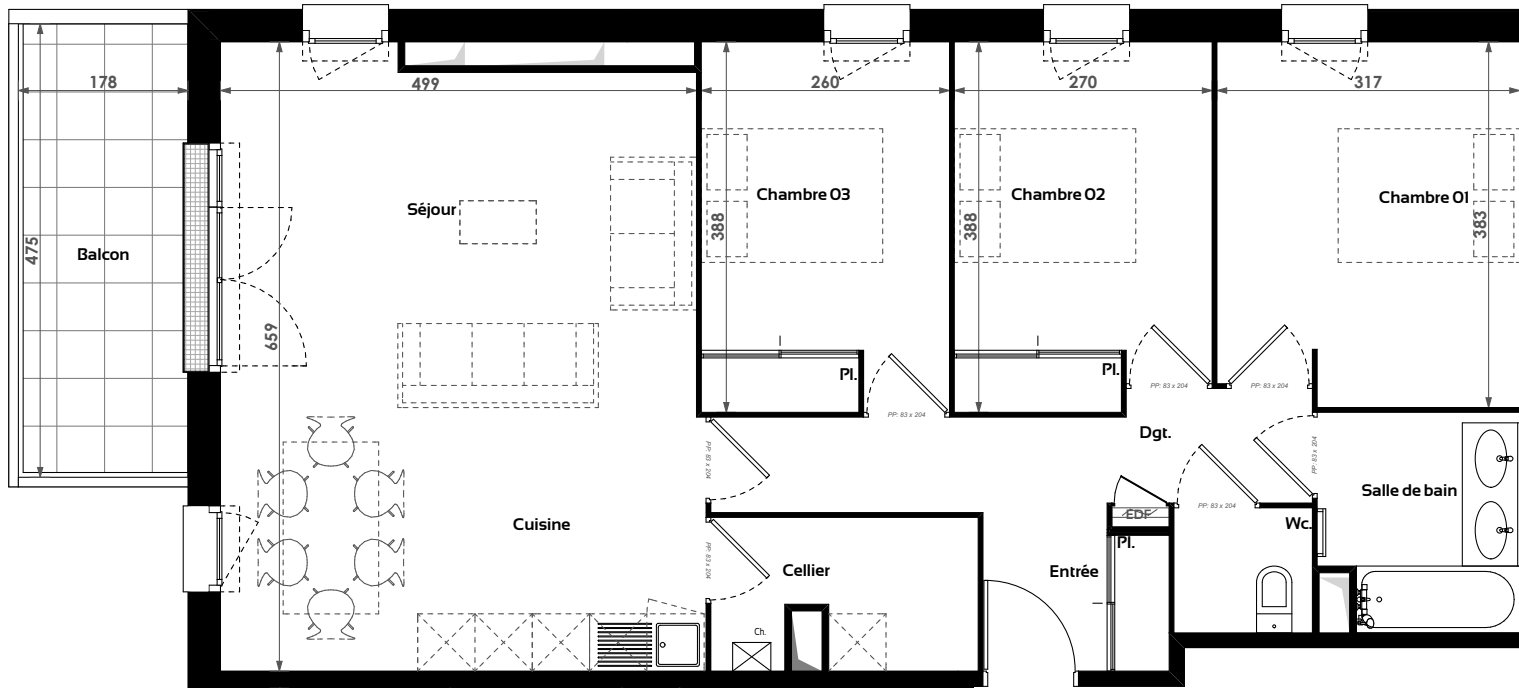 178
499
260
270
317
475
Balcon
Séjour
659
388
Chambre 03
388
Chambre 02
Chambre 01
383
Pl.
Pl.
PP: 83 x 204
PP: 83 x 204
PP: 83 x 204
PP: 83 x 204
Dgt.
PP: 83 x 204
Salle de bain
PP: 83 x 204
EDF
Wc.
Cuisine
PP: 83 x 204
Pl.
Cellier
Entrée
Ch.